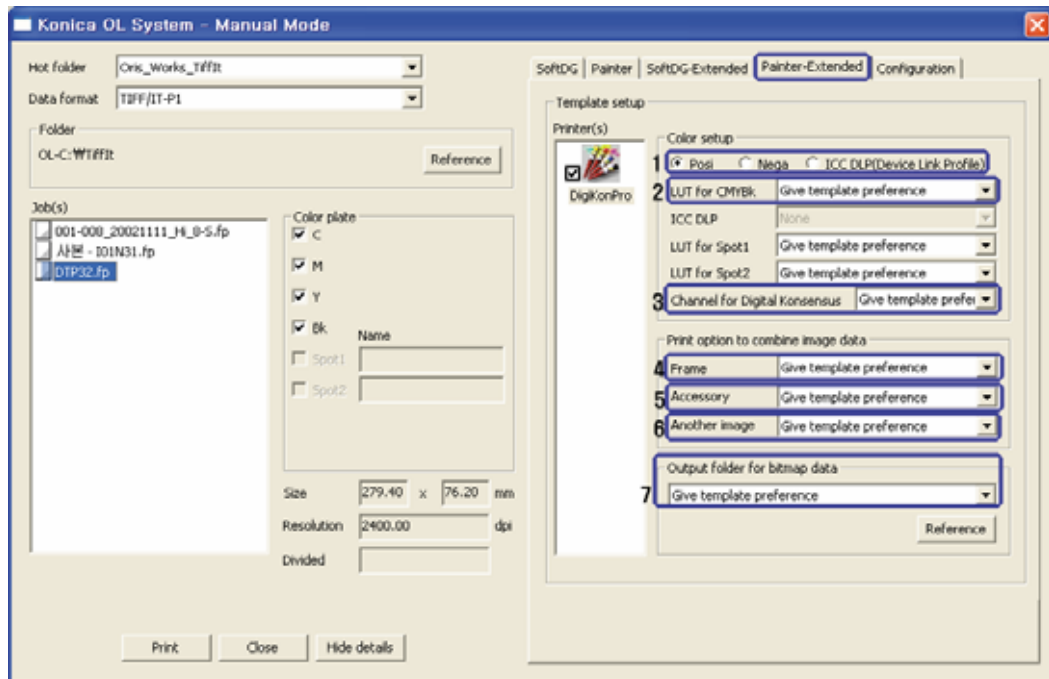 Konica OL System - Manual Mode
Hot folder
Oris_Works_TiffIt
Data format
TIFF/IT-P1
Folder
OL-C:₩TiffIt
Reference
Job(s)
001-008_20021111_Hi_8-S.fp
사본 - I01N31.fp
DTP32.fp
Color plate
C
M
Y
Bk
Name
Spot1
Spot2
Size
279.40 x 76.20 mm
Resolution
2400.00 dpi
Divided
Print
Close
Hide details
SoftDG
Painter
SoftDG-Extended
Painter-Extended
Configuration
Template setup
Printer(s)
DigiKonPro
Color setup
1 Posi Nega ICC DLP(Device Link Profile)
2 LUT for CMYBk Give template preference
ICC DLP None
LUT for Spot1 Give template preference
LUT for Spot2 Give template preference
3 Channel for Digital Konsensus Give template prefer
Print option to combine image data
4 Frame Give template preference
5 Accessory Give template preference
6 Another image Give template preference
Output folder for bitmap data
7 Give template preference
Reference